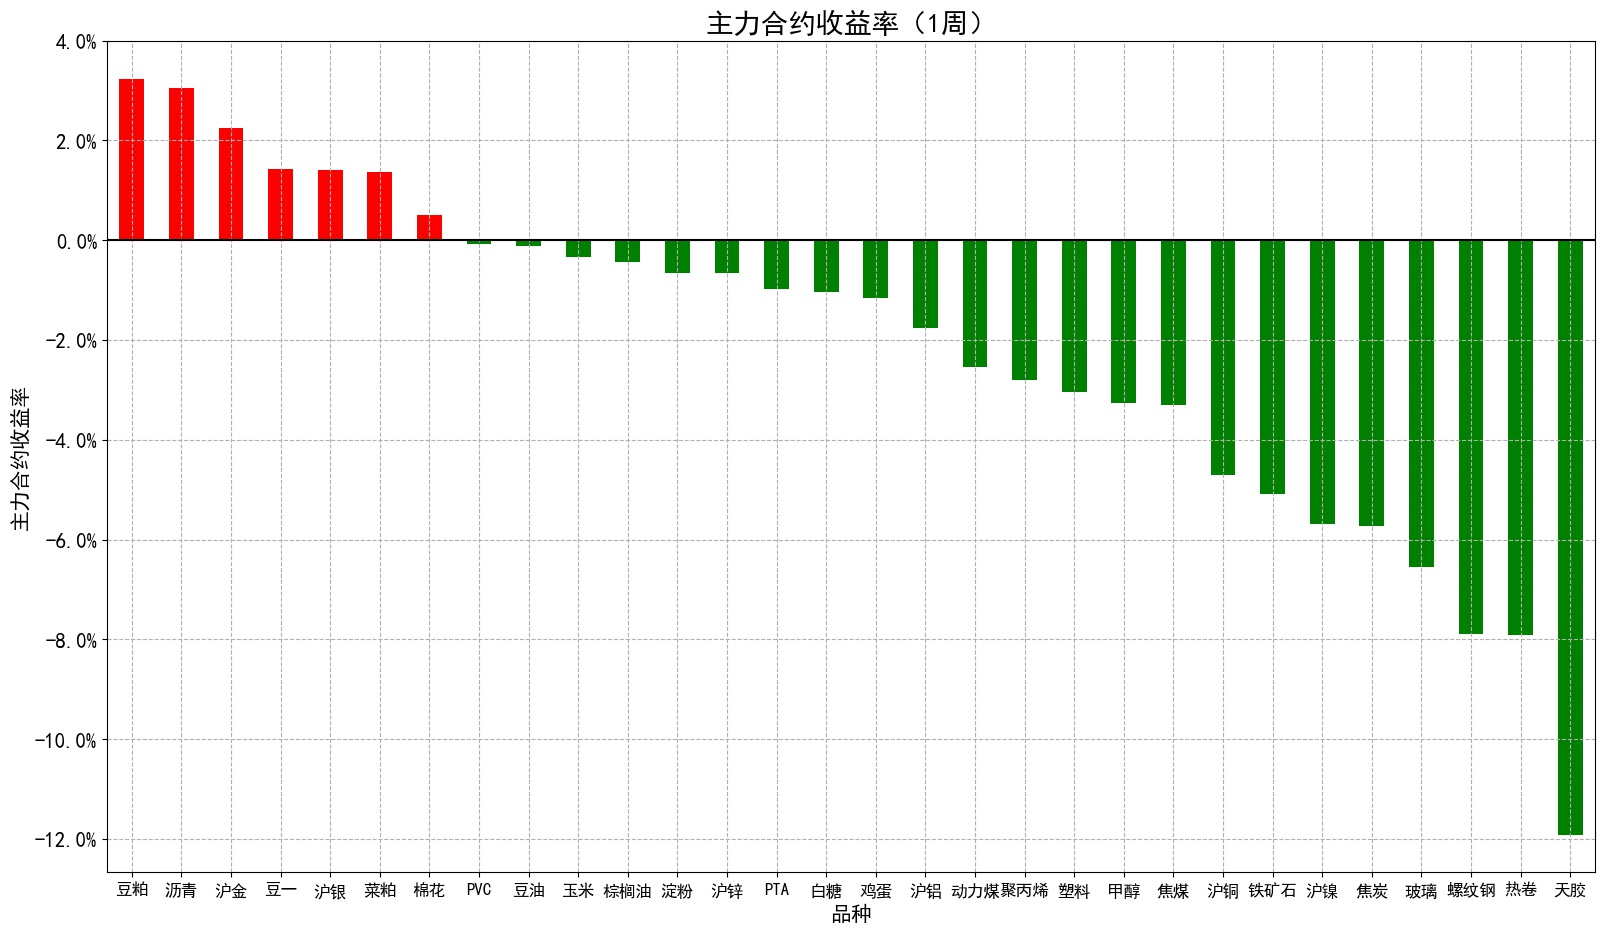 主力合约收益率（1周）
4.0%
2.0%
0.0%
-2.0%
-4.0%
-6.0%
-8.0%
-10.0%
-12.0%
主力合约收益率
豆粕 沥青 沪金 豆一 沪银 菜粕 棉花 PVC 豆油 玉米 棕榈油 淀粉 沪锌 PTA 白糖 鸡蛋 沪铝 动力煤 聚丙烯 塑料 甲醇 焦煤 沪铜 铁矿石 沪镍 焦炭 玻璃 螺纹钢 热卷 天胶
品种